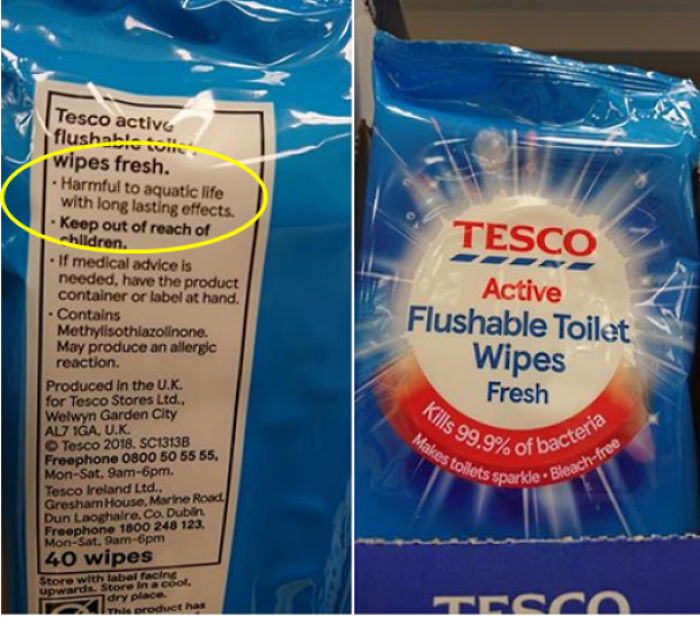 Tesco active
flushable toilet
wipes fresh.
· Harmful to aquatic life
with long lasting effects.
· Keep out of reach of
children.
· If medical advice is
needed, have the product
container or label at hand.
· Contains
Methylisothiazolinone.
May produce an allergic
reaction.
Produced in the U.K.
for Tesco Stores Ltd.,
Welwyn Garden City
AL7 1GA, U.K.
© Tesco 2018. SC1313B
Freephone 0800 50 55 55,
Mon-Sat, 9am-6pm.
Tesco Ireland Ltd.,
Gresham House, Marine Road,
Dun Laoghaire, Co. Dublin.
Freephone 1800 248 123,
Mon-Sat, 9am-6pm
40 wipes
Store with label facing
upwards. Store in a cool,
dry place.
This product has
TESCO
Active
Flushable Toilet
Wipes
Fresh
Kills 99.9% of bacteria
Makes toilets sparkle · Bleach-free
TESCO